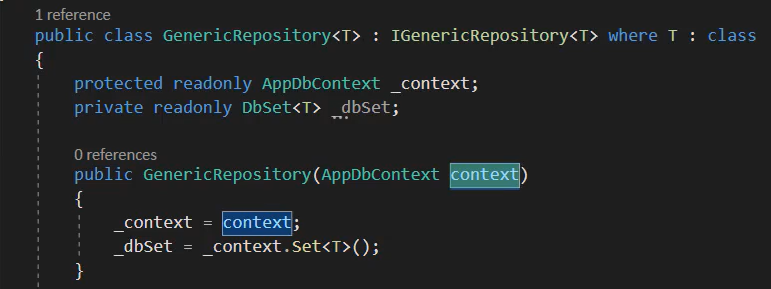 1 reference
public class GenericRepository<T> : IGenericRepository<T> where T : class
{
protected readonly AppDbContext _context;
private readonly DbSet<T> _dbSet;
0 references
public GenericRepository(AppDbContext context)
{
_context = context;
_dbSet = _context.Set<T>();
}